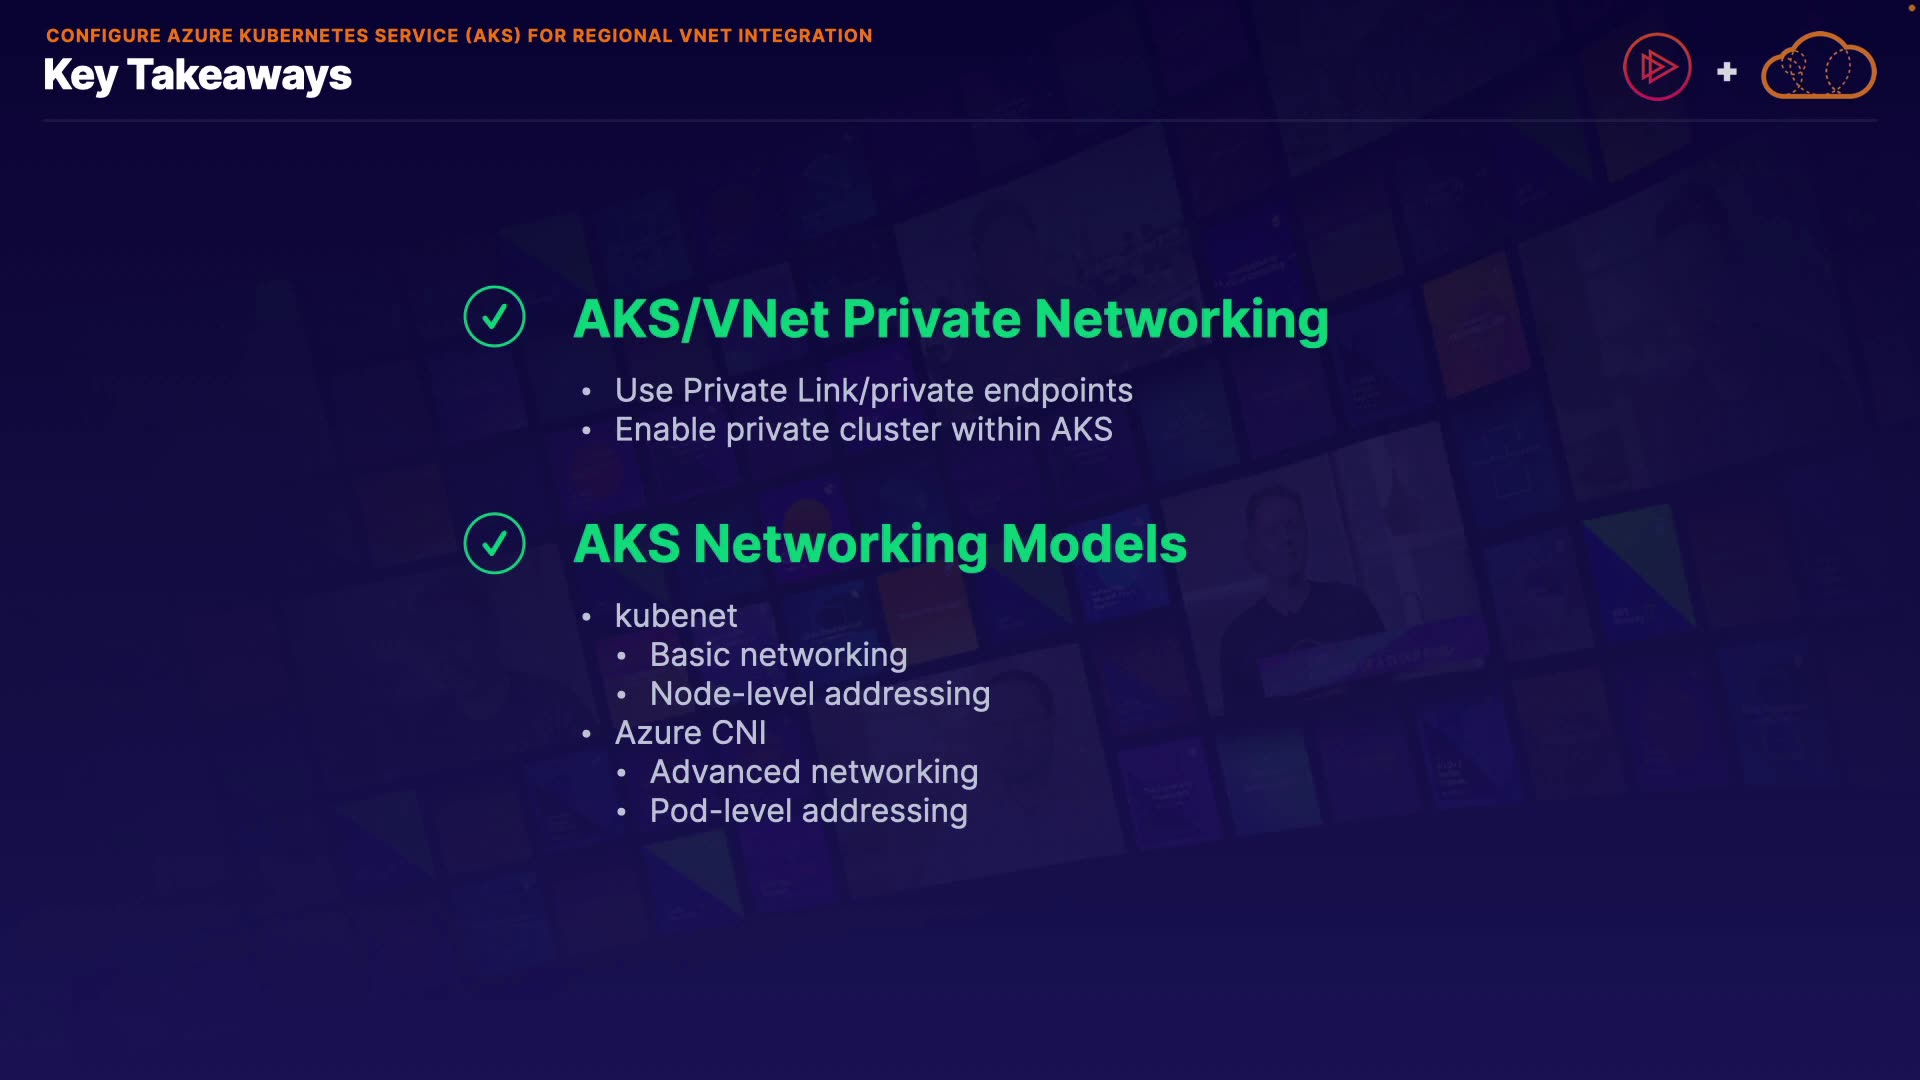 CONFIGURE AZURE KUBERNETES SERVICE (AKS) FOR REGIONAL VNET INTEGRATION
Key Takeaways
+
AKS/VNet Private Networking
• Use Private Link/private endpoints
• Enable private cluster within AKS
AKS Networking Models
• kubenet
• Basic networking
• Node-level addressing
• Azure CNI
• Advanced networking
• Pod-level addressing